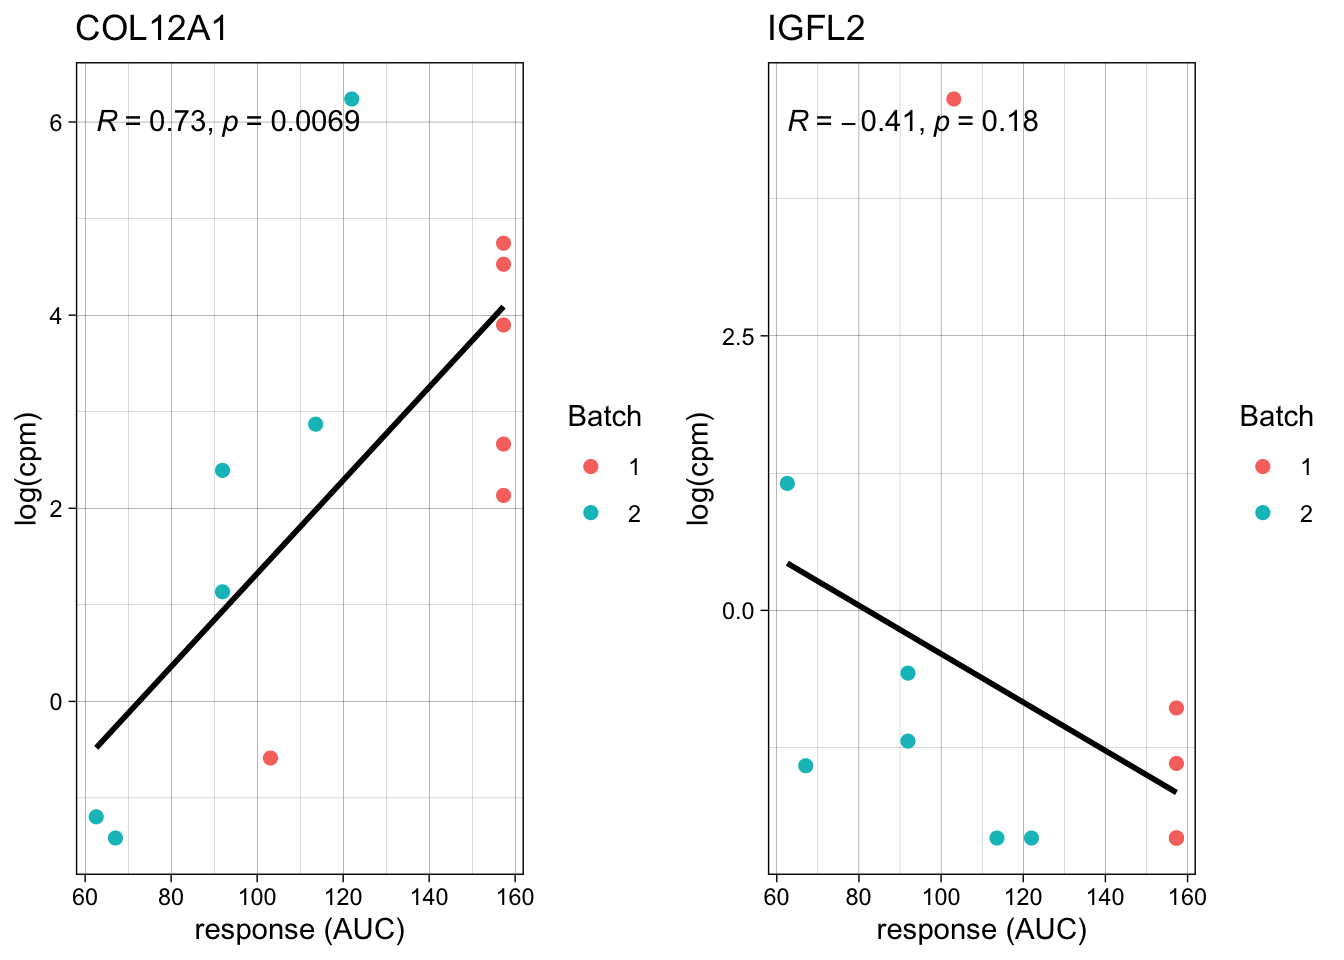 COL12A1
R = 0.73, p = 0.0069
log(cpm)
6
4
2
0
60 80 100 120 140 160
response (AUC)
Batch
1
2
IGFL2
R = −0.41, p = 0.18
log(cpm)
2.5
0.0
60 80 100 120 140 160
response (AUC)
Batch
1
2